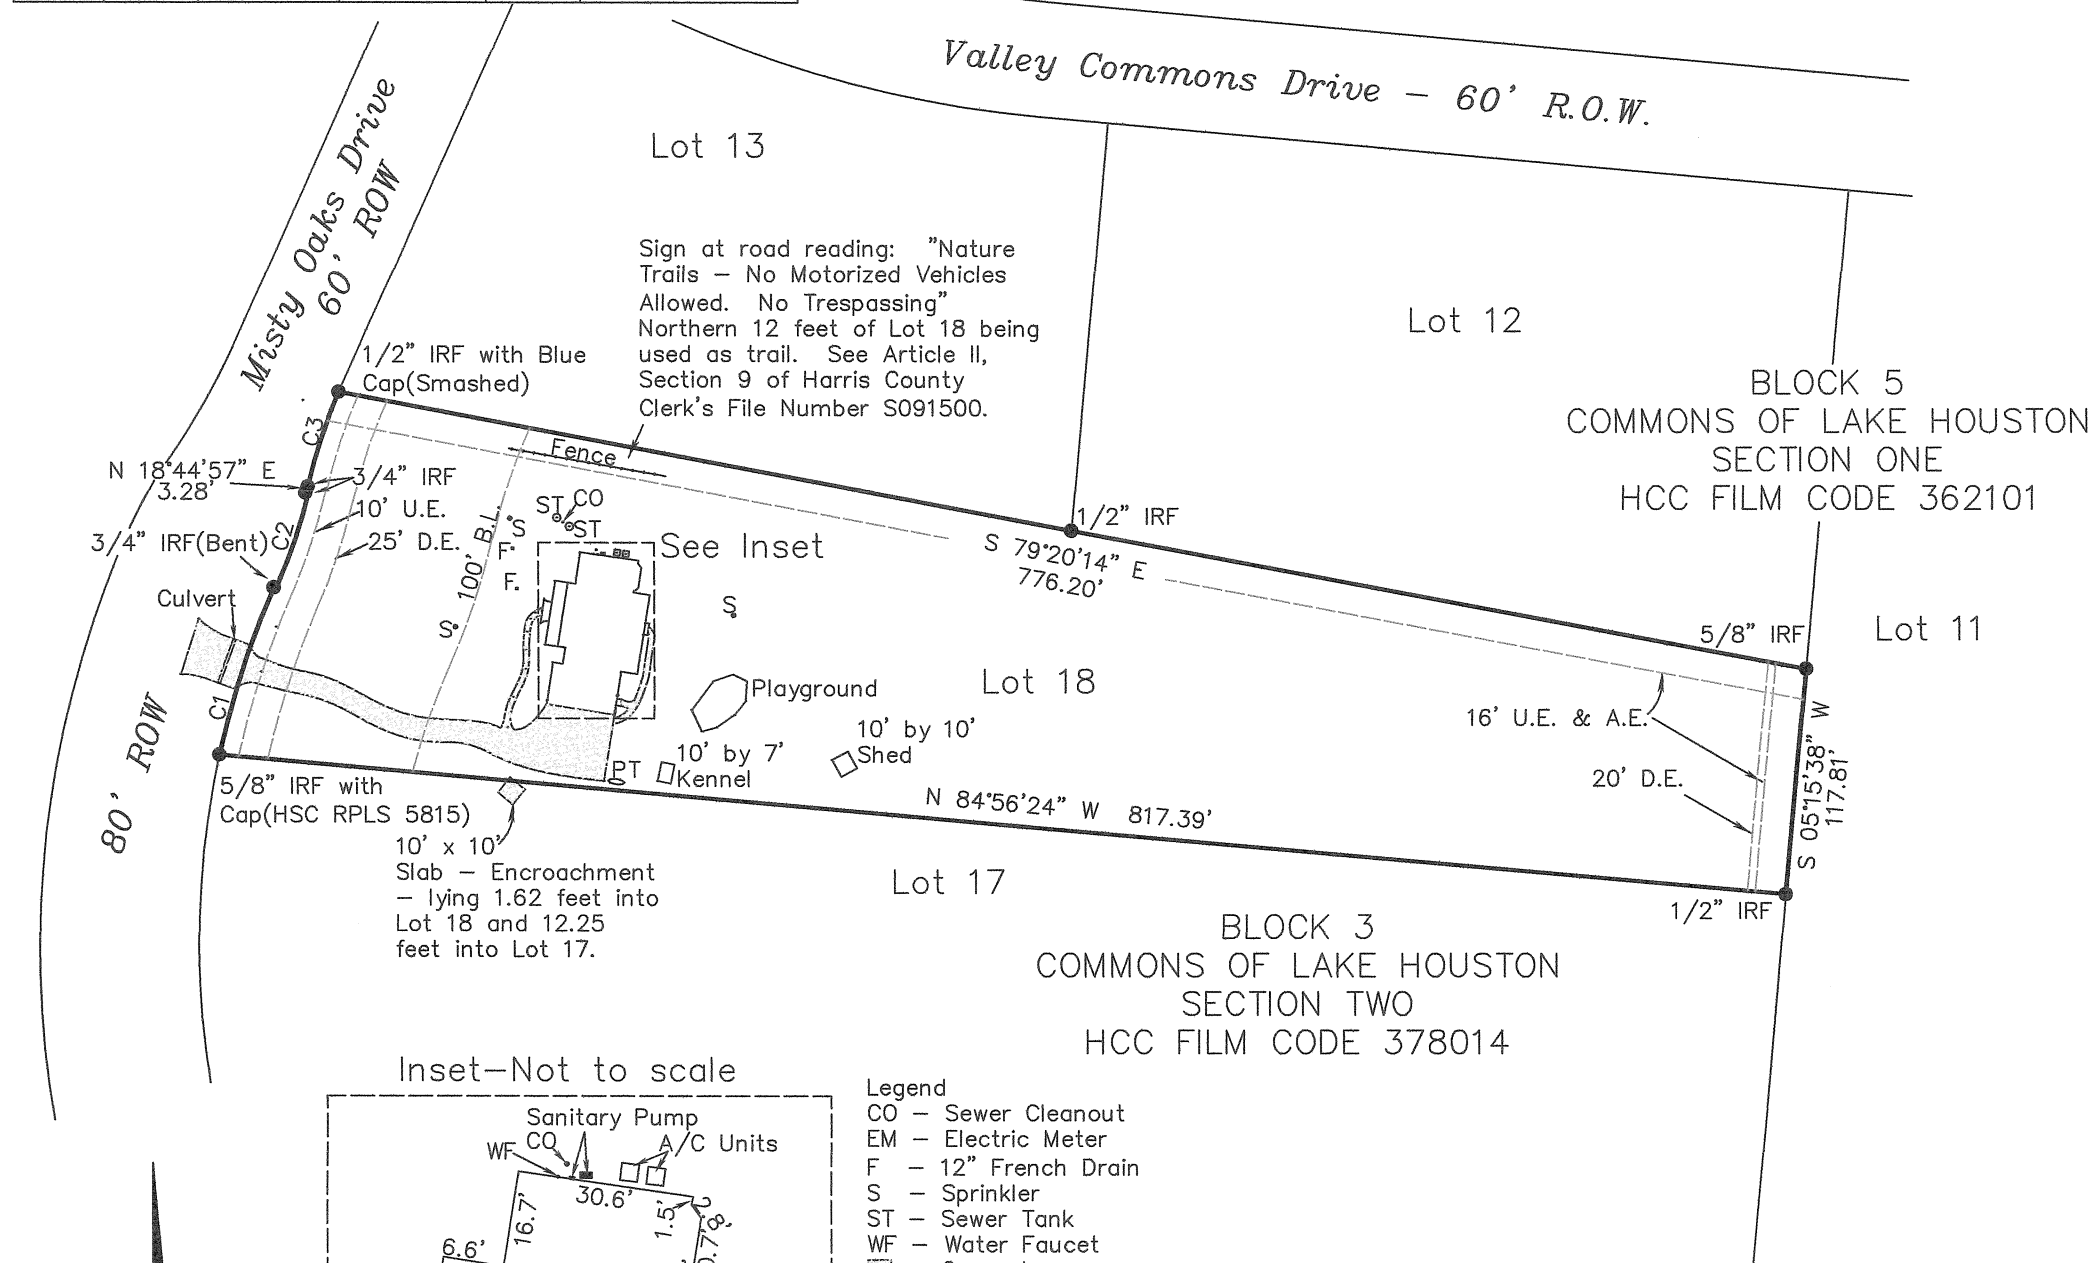 Valley Commons Drive – 60' R.O.W.
Misty Oaks Drive
60' ROW
Lot 13
Sign at road reading: "Nature
Trails – No Motorized Vehicles
Allowed. No Trespassing"
Northern 12 feet of Lot 18 being
used as trail. See Article II,
Section 9 of Harris County
Clerk's File Number S091500.
Lot 12
BLOCK 5
COMMONS OF LAKE HOUSTON
SECTION ONE
HCC FILM CODE 362101
1/2" IRF with Blue
Cap(Smashed)
C3
Fence
N 18°44'57" E
3.28'
3/4" IRF
10' U.E.
25' D.E.
C2
3/4" IRF(Bent)
100' B.L.
ST
CO
ST
S
F
F
S
S
See Inset
1/2" IRF
S 79°20'14" E
776.20'
Culvert
5/8" IRF
Lot 11
Lot 18
Playground
10' by 10'
Shed
10' by 7'
Kennel
PT
C1
16' U.E. & A.E.
20' D.E.
S 05°15'38" W
117.81'
80' ROW
5/8" IRF with
Cap(HSC RPLS 5815)
N 84°56'24" W 817.39'
10' x 10'
Slab – Encroachment
– lying 1.62 feet into
Lot 18 and 12.25
feet into Lot 17.
Lot 17
1/2" IRF
BLOCK 3
COMMONS OF LAKE HOUSTON
SECTION TWO
HCC FILM CODE 378014
Inset–Not to scale
Sanitary Pump
WF
CO
A/C Units
30.6'
16.7'
1.5'
2.8'
0.7'
6.6'
Legend
CO – Sewer Cleanout
EM – Electric Meter
F – 12" French Drain
S – Sprinkler
ST – Sewer Tank
WF – Water Faucet